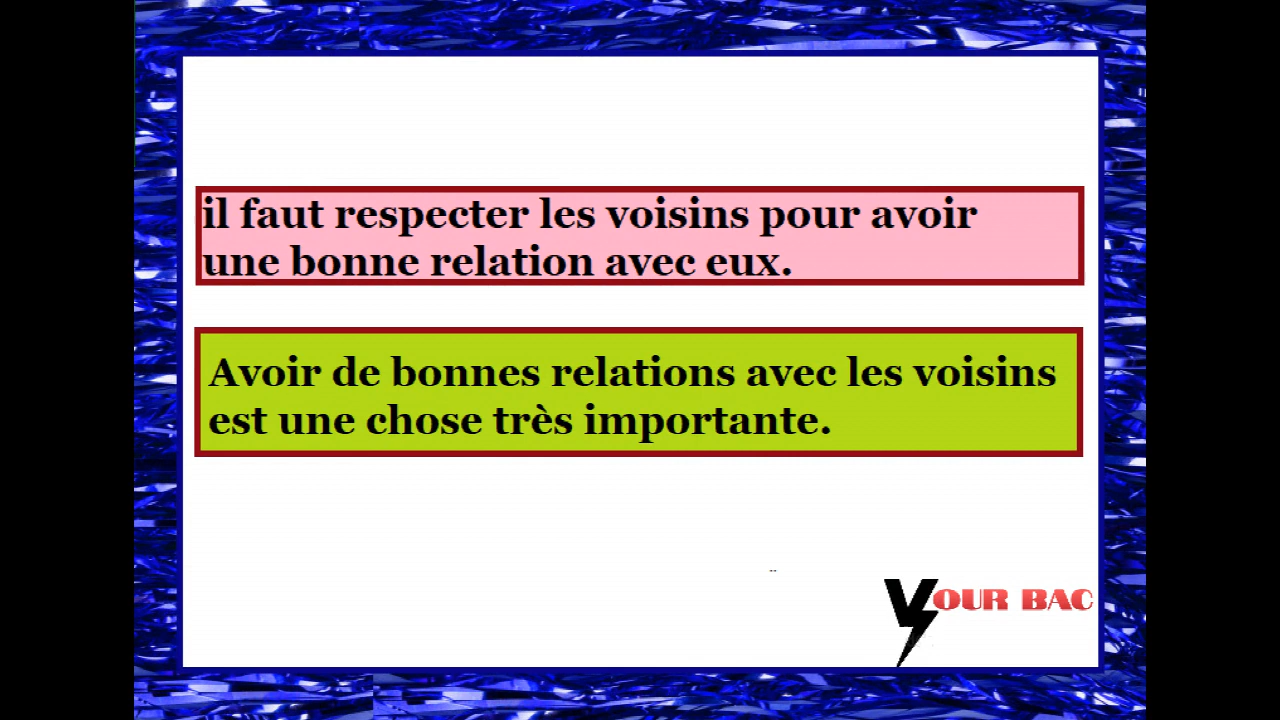 il faut respecter les voisins pour avoir
une bonne relation avec eux.
Avoir de bonnes relations avec les voisins
est une chose très importante.
YOUR BAC